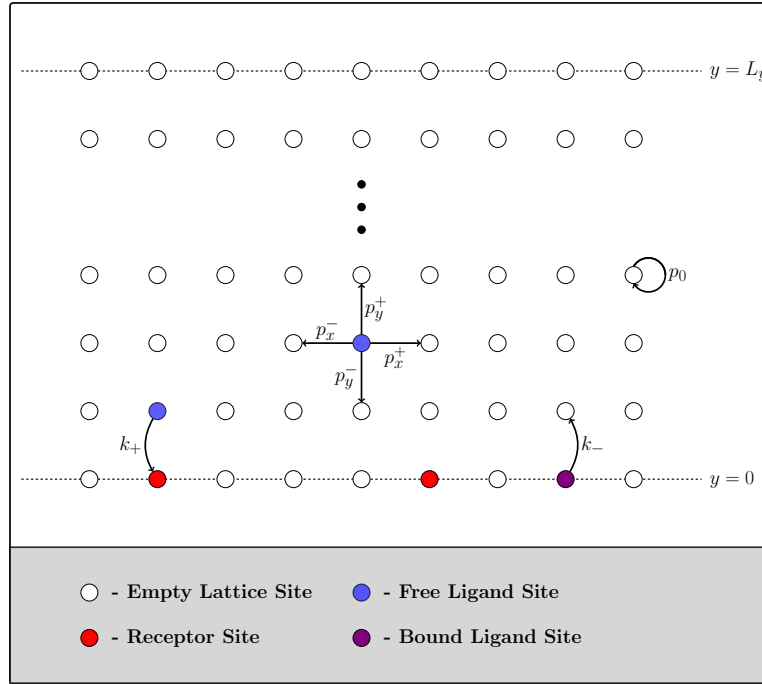 y = L_y
p_0
p_y^+
p_x^-
p_x^+
p_y^-
k_+
k_-
y = 0
- Empty Lattice Site
- Free Ligand Site
- Receptor Site
- Bound Ligand Site